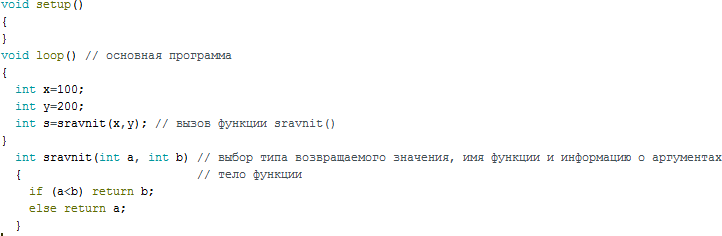 void setup()
{
}
void loop() // основная программа
{
  int x=100;
  int y=200;
  int s=sravnit(x,y); // вызов функции sravnit()
}
  int sravnit(int a, int b) // выбор типа возвращаемого значения, имя функции и информацию о аргументах
  {                         // тело функции
    if (a<b) return b;
    else return a;
  }